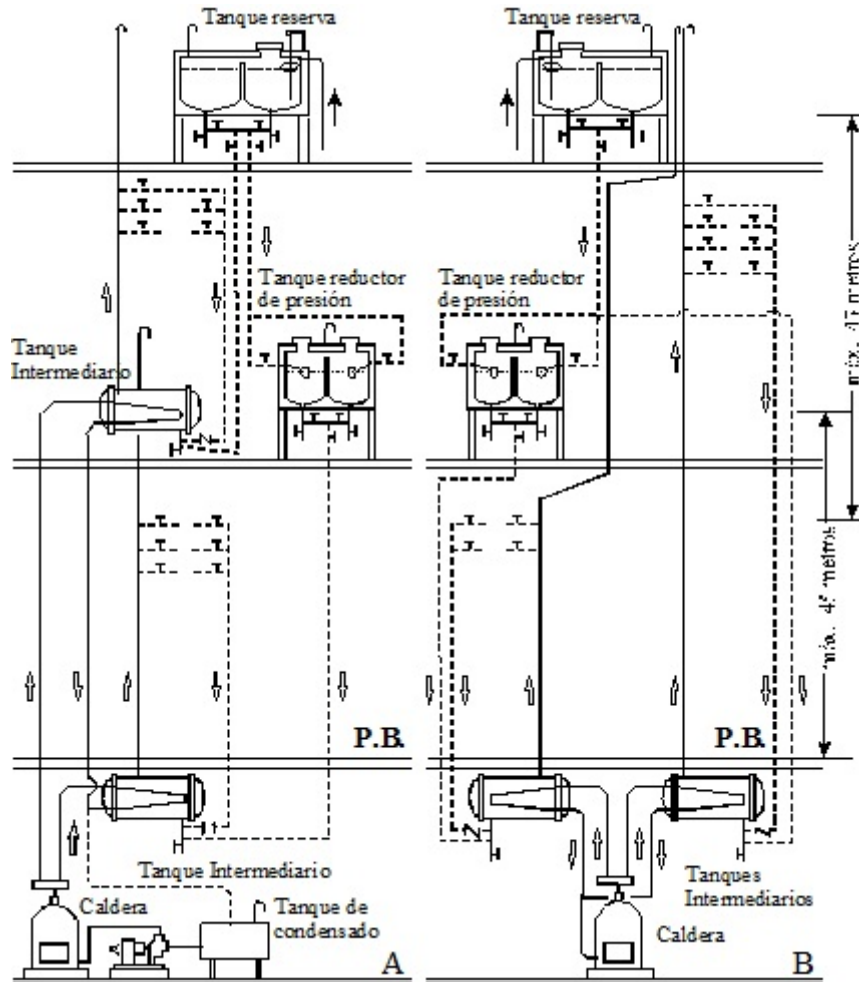 Tanque reserva
Tanque reserva
Tanque reductor
de presión
Tanque reductor
de presión
Tanque
Intermediario
máx. 45 metros
metros
P.B.
P.B.
Tanque Intermediario
Caldera
Tanque de
condensado
A
Tanques
Intermediarios
Caldera
B